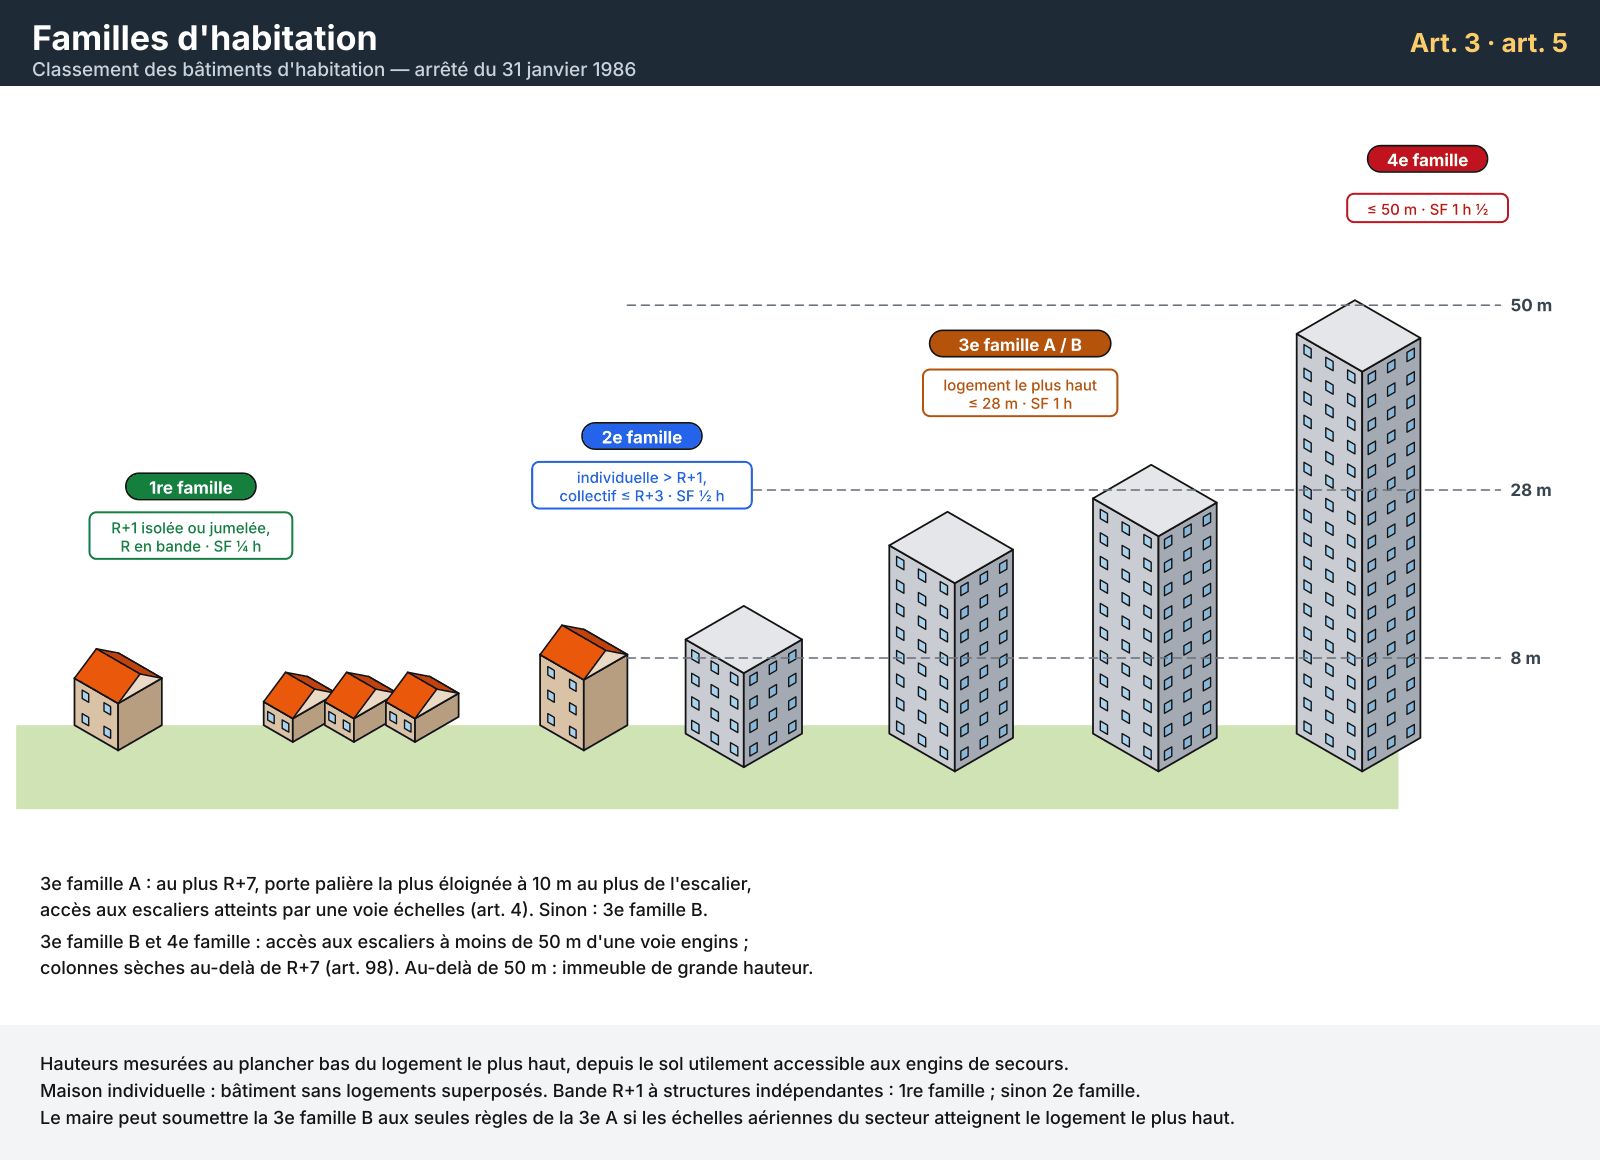 Familles d'habitation
Classement des bâtiments d'habitation — arrêté du 31 janvier 1986
Art. 3 · art. 5
4e famille
≤ 50 m · SF 1 h ½
50 m
3e famille A / B
logement le plus haut
≤ 28 m · SF 1 h
2e famille
individuelle > R+1,
collectif ≤ R+3 · SF ½ h
28 m
1re famille
R+1 isolée ou jumelée,
R en bande · SF ¼ h
8 m
3e famille A : au plus R+7, porte palière la plus éloignée à 10 m au plus de l'escalier,
accès aux escaliers atteints par une voie échelles (art. 4). Sinon : 3e famille B.
3e famille B et 4e famille : accès aux escaliers à moins de 50 m d'une voie engins ;
colonnes sèches au-delà de R+7 (art. 98). Au-delà de 50 m : immeuble de grande hauteur.
Hauteurs mesurées au plancher bas du logement le plus haut, depuis le sol utilement accessible aux engins de secours.
Maison individuelle : bâtiment sans logements superposés. Bande R+1 à structures indépendantes : 1re famille ; sinon 2e famille.
Le maire peut soumettre la 3e famille B aux seules règles de la 3e A si les échelles aériennes du secteur atteignent le logement le plus haut.